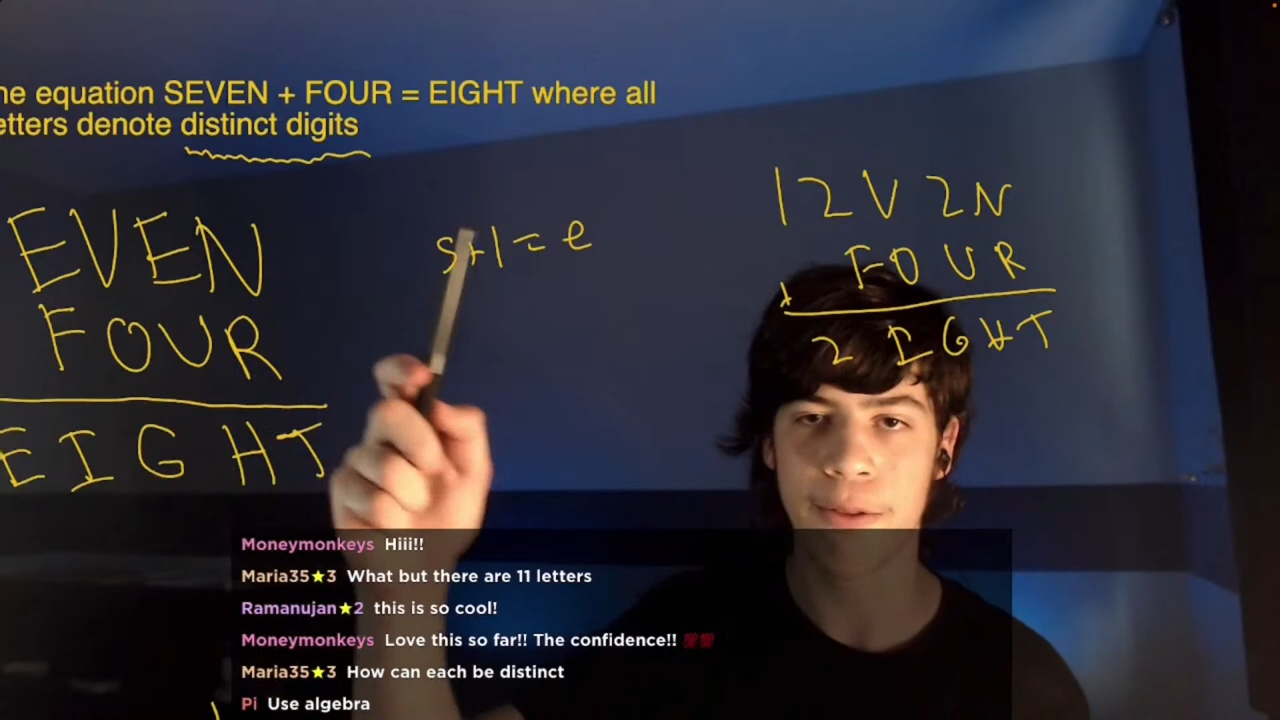 he equation SEVEN + FOUR = EIGHT where all
etters denote distinct digits
EVEN
FOUR
EIGHT
s+1=e
12V2N
FOUR
1
2IGHT
Moneymonkeys Hiii!!
Maria35★3 What but there are 11 letters
Ramanujan★2 this is so cool!
Moneymonkeys Love this so far!! The confidence!! 💯💯
Maria35★3 How can each be distinct
Pi Use algebra